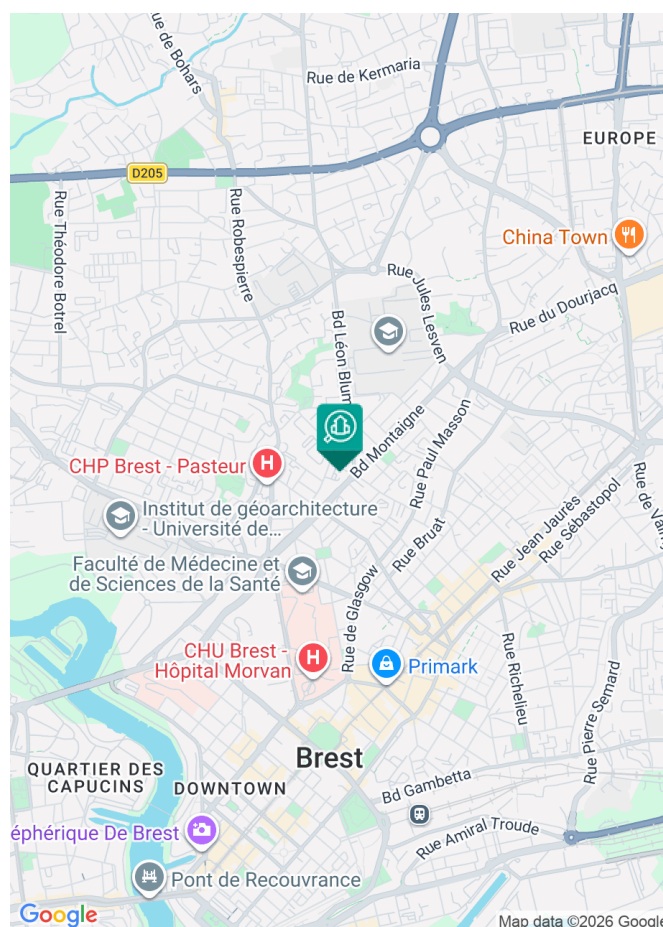 Rue de Bohars
Rue de Kermaria
EUROPE
D205
Rue Théodore Botrel
Rue Robespierre
China Town
Rue Jules Lesven
Rue du Dourjacq
Bd Léon Blum
Bd Montaigne
Rue Paul Masson
CHP Brest - Pasteur
H
Institut de géoarchitecture
- Université de…
Rue Bruat
Rue Jean Jaurès
Rue Sébastopol
Faculté de Médecine et
de Sciences de la Santé
Rue de Glasgow
CHU Brest -
Hôpital Morvan
H
Primark
Rue Richelieu
Rue Pierre Semard
Brest
QUARTIER DES
CAPUCINS
DOWNTOWN
Bd Gambetta
éphérique De Brest
Rue Amiral Troude
Pont de Recouvrance
Google
Map data ©2026 Google